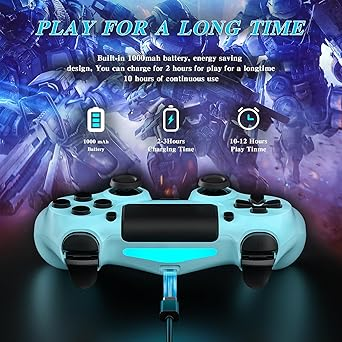 PLAY FOR A LONG TIME
Built-in 1000mah battery, energy saving
design. You can charge for 2 hours for play for a longtime
10 hours of continuous use
1000 mAh
Battery
2-3Hours
Charging Time
10-12 Hours
Play Tinme